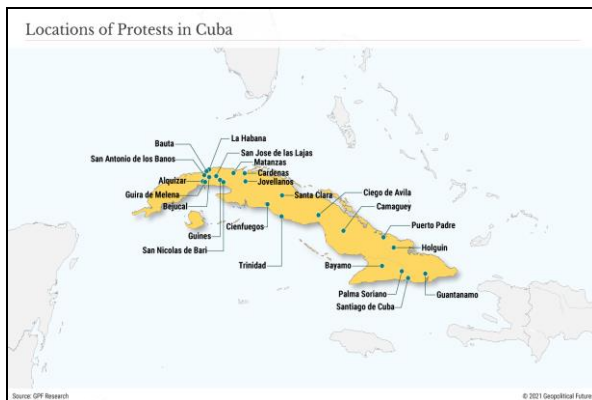 Locations of Protests in Cuba
La Habana
Bauta
San Jose de las Lajas
San Antonio de los Banos
Matanzas
Cardenas
Alquizar
Jovellanos
Guira de Melena
Santa Clara
Ciego de Avila
Bejucal
Camaguey
Guines
Cienfuegos
Puerto Padre
San Nicolas de Bari
Holguin
Trinidad
Bayamo
Palma Soriano
Guantanamo
Santiago de Cuba
Source: GPF Research
© 2021 Geopolitical Futures